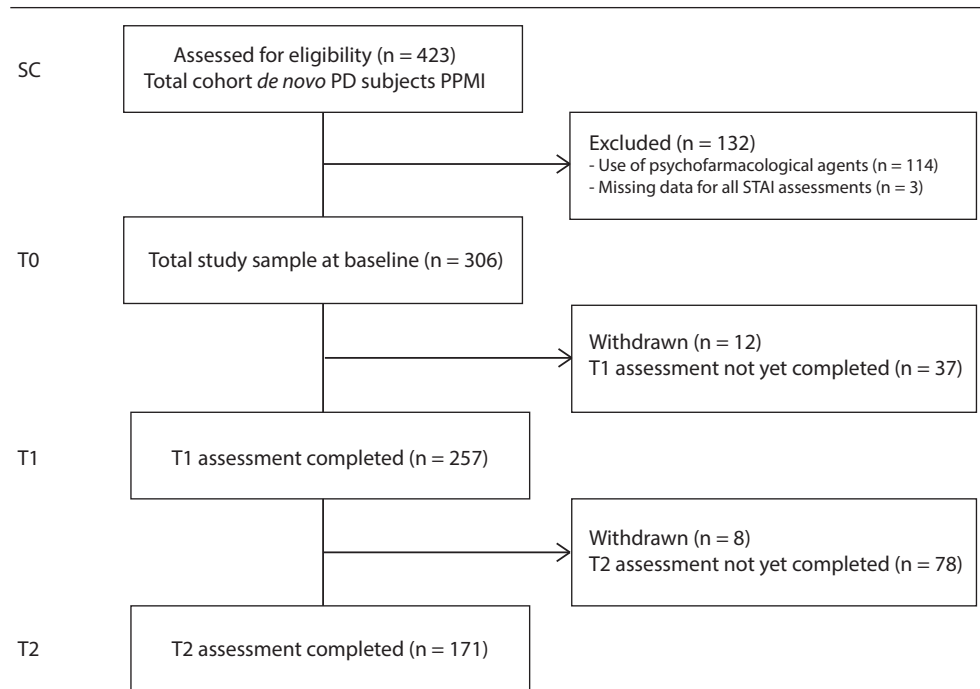 SC
Assessed for eligibility (n = 423)
Total cohort de novo PD subjects PPMI
Excluded (n = 132)
- Use of psychofarmacological agents (n = 114)
- Missing data for all STAI assessments (n = 3)
T0
Total study sample at baseline (n = 306)
Withdrawn (n = 12)
T1 assessment not yet completed (n = 37)
T1
T1 assessment completed (n = 257)
Withdrawn (n = 8)
T2 assessment not yet completed (n = 78)
T2
T2 assessment completed (n = 171)